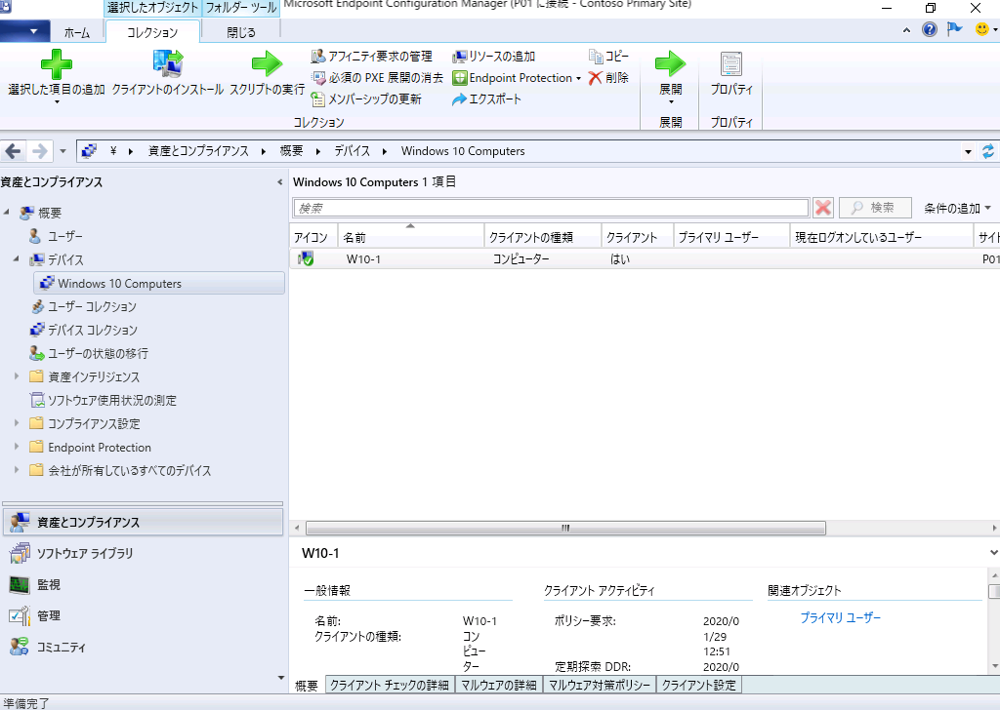 選択したオブジェクト フォルダー ツール Microsoft Endpoint Configuration Manager (P01 に接続 - Contoso Primary Site)
ホーム コレクション 閉じる
選択した項目の追加
クライアントのインストール
スクリプトの実行
アフィニティ要求の管理
必須の PXE 展開の消去
メンバーシップの更新
リソースの追加
Endpoint Protection
エクスポート
コピー
削除
コレクション
展開
展開
プロパティ
プロパティ
¥ 資産とコンプライアンス 概要 デバイス Windows 10 Computers
資産とコンプライアンス
概要
ユーザー
デバイス
Windows 10 Computers
ユーザー コレクション
デバイス コレクション
ユーザーの状態の移行
資産インテリジェンス
ソフトウェア使用状況の測定
コンプライアンス設定
Endpoint Protection
会社が所有しているすべてのデバイス
資産とコンプライアンス
ソフトウェア ライブラリ
監視
管理
コミュニティ
Windows 10 Computers 1 項目
検索 検索 条件の追加
アイコン 名前 クライアントの種類 クライアント プライマリ ユーザー 現在ログオンしているユーザー サイト
W10-1 コンピューター はい P01
W10-1
一般情報
名前: W10-1
クライアントの種類: コン
ピュー
ター
クライアント アクティビティ
ポリシー要求: 2020/0
1/29
12:51
定期探索 DDR: 2020/0
関連オブジェクト
プライマリ ユーザー
概要 クライアント チェックの詳細 マルウェアの詳細 マルウェア対策ポリシー クライアント設定
準備完了